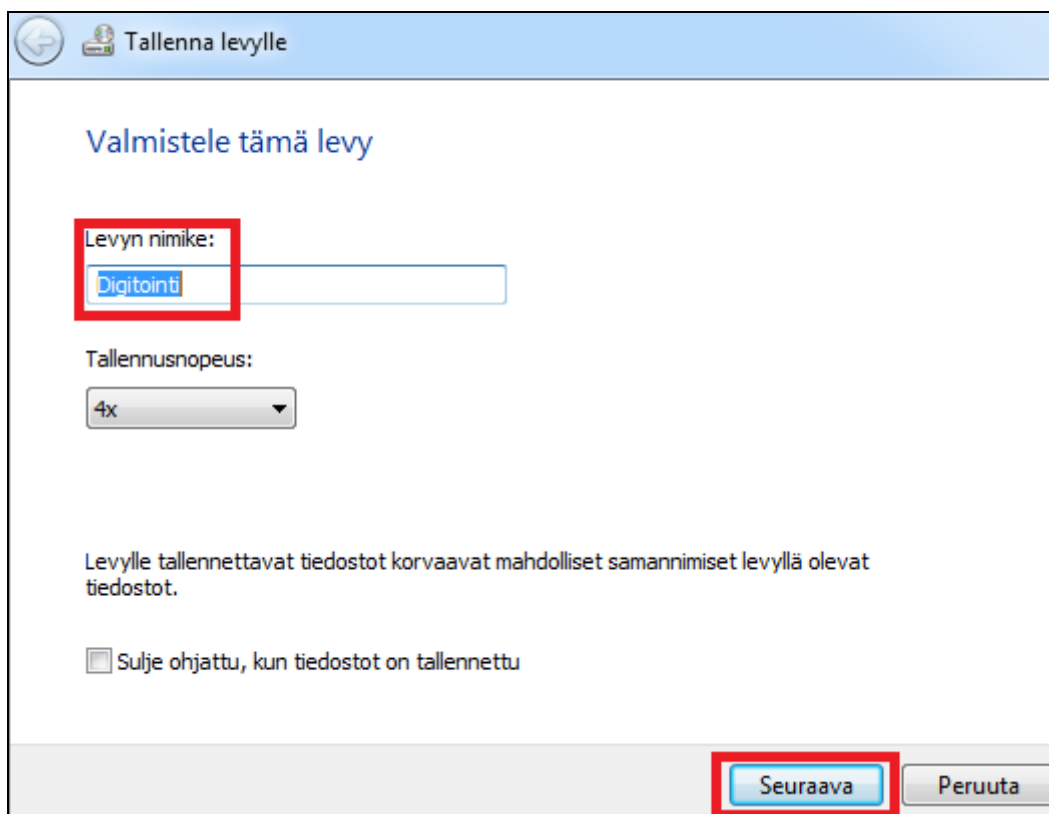 Tallenna levylle
Valmistele tämä levy
Levyn nimike:
Digitointi
Tallennusnopeus:
4x
Levylle tallennettavat tiedostot korvaavat mahdolliset samannimiset levyllä olevat
tiedostot.
Sulje ohjattu, kun tiedostot on tallennettu
Seuraava
Peruuta